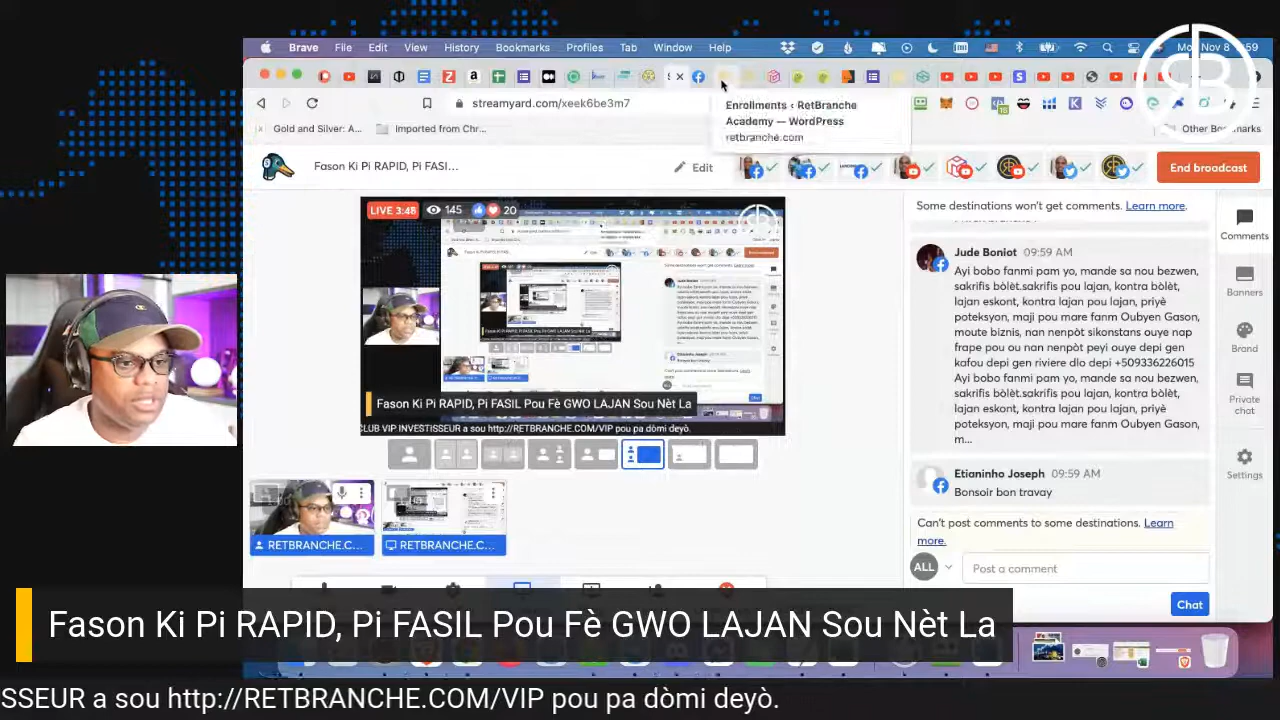 Brave File Edit View History Bookmarks Profiles Tab Window Help
Mon Nov 8
streamyard.com/xeek6be3m7
Enrollments ‹ RetBranche
Academy — WordPress
retbranche.com
Gold and Silver: A...
Imported from Chr...
Other Bookmarks
Fason Ki Pi RAPID, Pi FASI...
Edit
End broadcast
LIVE 3:48
145
20
Fason Ki Pi RAPID, Pi FASIL Pou Fè GWO LAJAN Sou Nèt La
CLUB VIP INVESTISSEUR a sou http://RETBRANCHE.COM/VIP pou pa dòmi deyò.
RETBRANCHE.C...
RETBRANCHE.C...
Some destinations won't get comments. Learn more.
Jude Boniot 09:59 AM
Ayi bobo fanmi pam yo, mande sa nou bezwen,
sakrifis bòlèt.sakrifis pou lajan, kontra bòlèt,
lajan eskont, kontra lajan pou lajan, priyè
poteksyon, maji pou mare fanm Oubyen Gason,
monte biznis, nan nenpòt sikonstans ouye nap
frape pou ou nan nenpòt peyi ouye depi gen
lafou depi gen riviere dlo ap
Ayi bobo fanmi pam yo, mande sa nou bezwen,
sakrifis bòlèt.sakrifis pou lajan, kontra bòlèt,
lajan eskont, kontra lajan pou lajan, priyè
poteksyon, maji pou mare fanm Oubyen Gason,
m...
Etianinho Joseph 09:59 AM
Bonsoir bon travay
Can't post comments to some destinations. Learn
more.
ALL
Post a comment
Chat
Comments
Banners
Brand
Private
chat
Settings
Fason Ki Pi RAPID, Pi FASIL Pou Fè GWO LAJAN Sou Nèt La
SSEUR a sou http://RETBRANCHE.COM/VIP pou pa dòmi deyò.